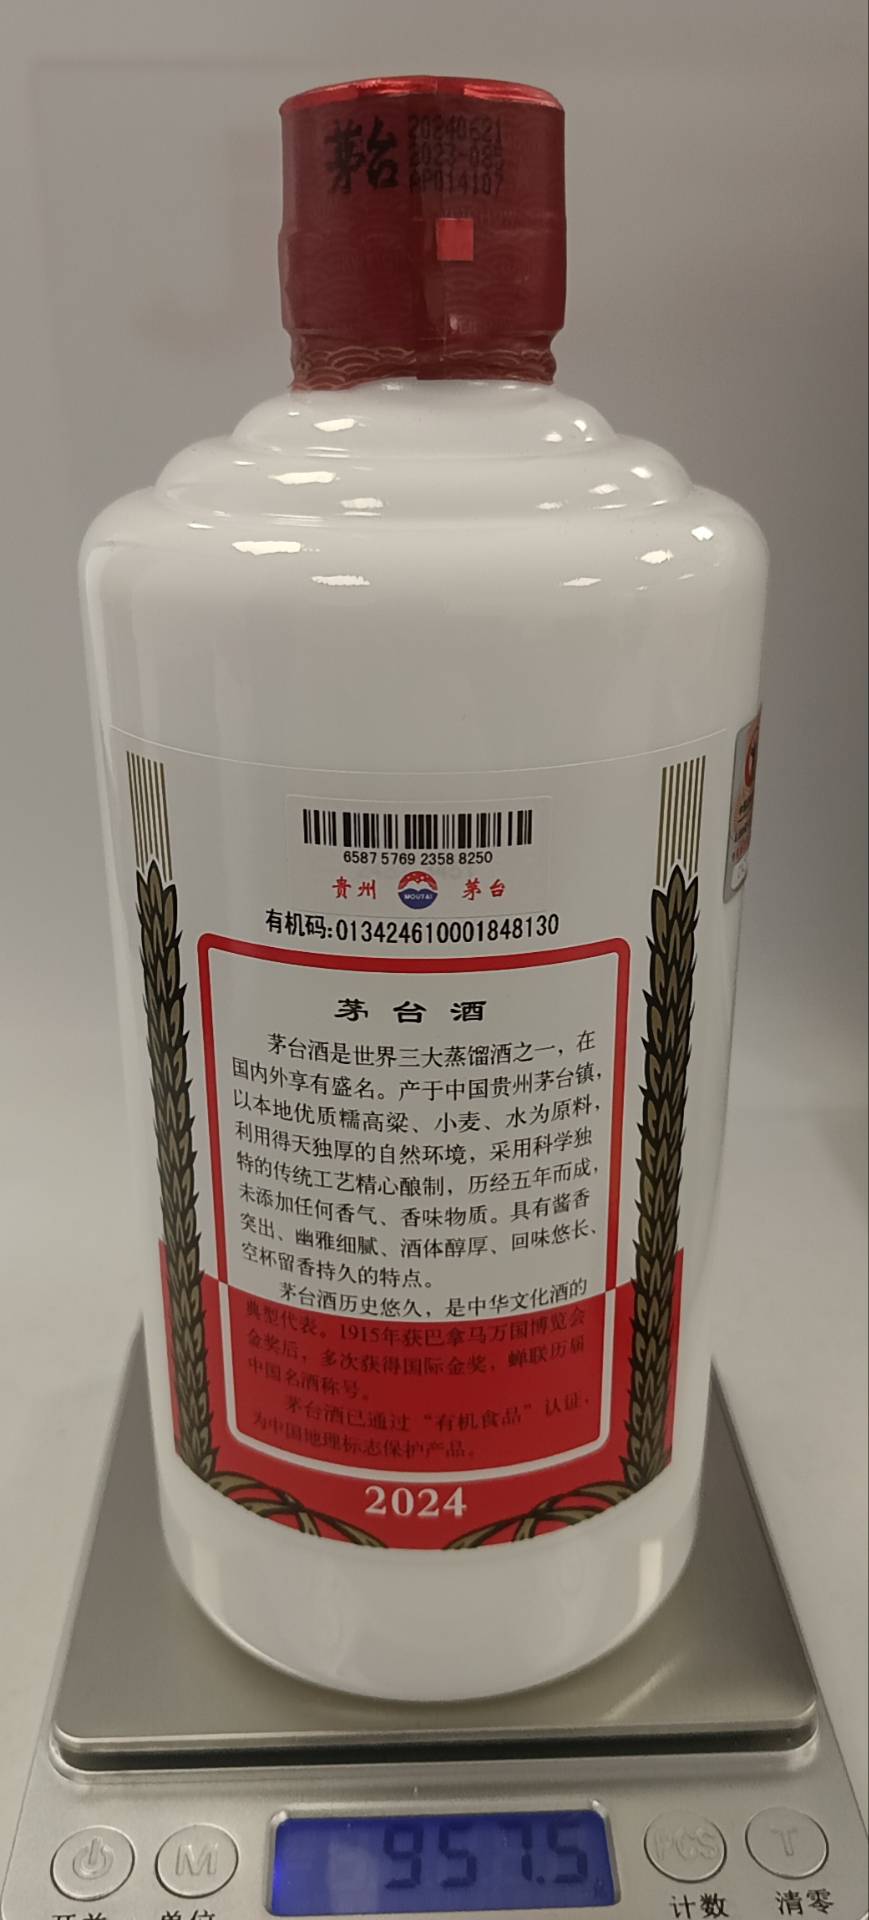 茅台
20240621
2023-085
AP014107
6587 5769 2358 8250
贵州 MOUTAI 茅台
有机码:013424610001848130
茅台酒
茅台酒是世界三大蒸馏酒之一，在
国内外享有盛名。产于中国贵州茅台镇，
以本地优质糯高粱、小麦、水为原料，
利用得天独厚的自然环境，采用科学独
特的传统工艺精心酿制，历经五年而成，
未添加任何香气、香味物质。具有酱香
突出、幽雅细腻、酒体醇厚、回味悠长、
空杯留香持久的特点。
茅台酒历史悠久，是中华文化酒的
典型代表。1915年获巴拿马万国博览会
金奖后，多次获得国际金奖，蝉联历届
中国名酒称号。
茅台酒已通过“有机食品”认证，
为中国地理标志保护产品。
2024
957.5
M PCS T
开关 单位 计数 清零